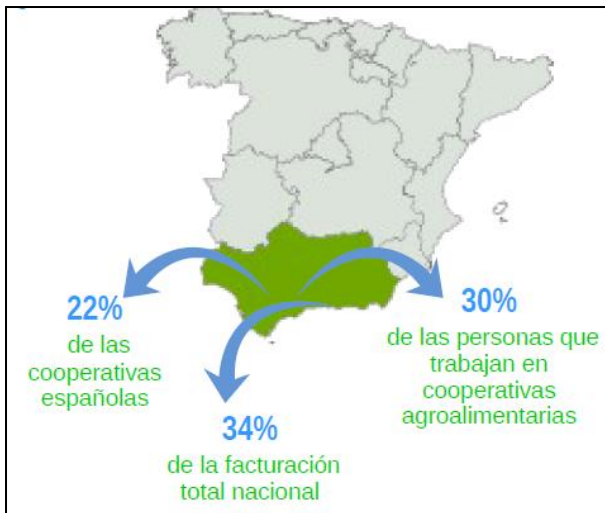 22%
de las
cooperativas
españolas
34%
de la facturación
total nacional
30%
de las personas que
trabajan en
cooperativas
agroalimentarias